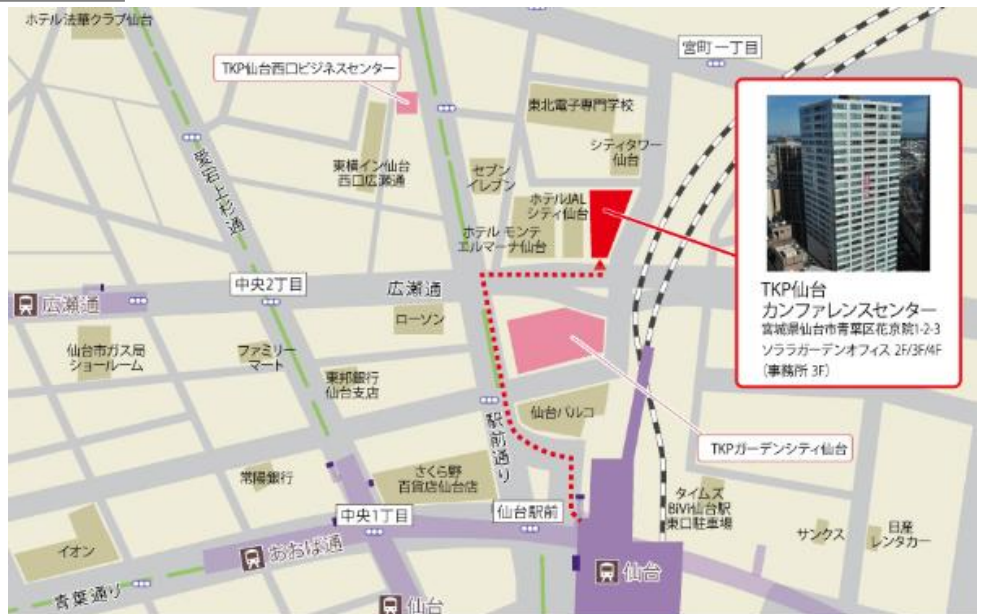 ホテル法華クラブ仙台
宮町一丁目
TKP仙台西口ビジネスセンター
東北電子専門学校
愛宕上杉通
東横イン仙台
西口広瀬通
セブン
イレブン
シティタワー
仙台
ホテルJAL
シティ仙台
ホテル モンテ
エルマーナ仙台
TKP仙台
カンファレンスセンター
宮城県仙台市青葉区花京院1-2-3
ソララガーデンオフィス 2F/3F/4F
（事務所 3F）
広瀬通
中央2丁目
広瀬通
ローソン
仙台市ガス局
ショールーム
ファミリー
マート
東邦銀行
仙台支店
仙台パルコ
駅前通り
TKPガーデンシティ仙台
常陽銀行
さくら野
百貨店仙台店
中央1丁目
仙台駅前
タイムズ
BiVi仙台駅
東口駐車場
サンクス
日産
レンタカー
イオン
あおば通
仙台
青葉通り
仙台